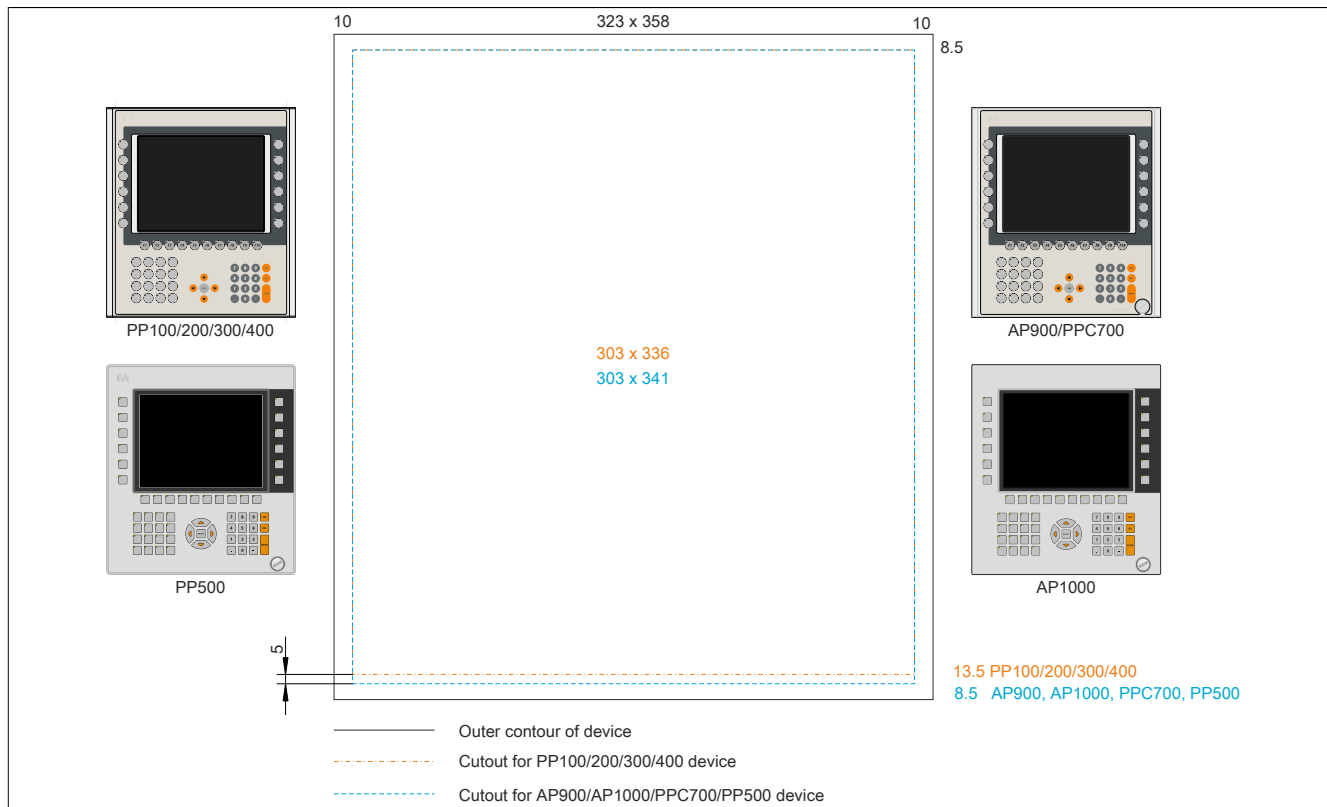 10
323 x 358
10
8.5
PP100/200/300/400
AP900/PPC700
303 x 336
303 x 341
PP500
AP1000
5
13.5 PP100/200/300/400
8.5 AP900, AP1000, PPC700, PP500
Outer contour of device
Cutout for PP100/200/300/400 device
Cutout for AP900/AP1000/PPC700/PP500 device